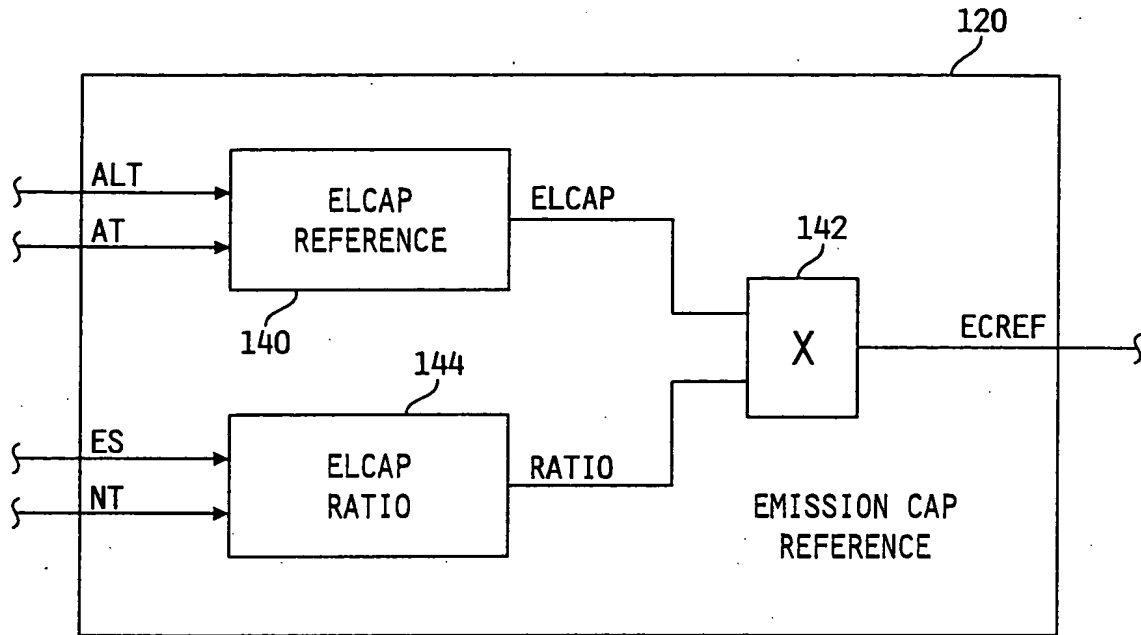 120
ALT
AT
ELCAP
REFERENCE
ELCAP
140
142
X
ECREF
144
ES
NT
ELCAP
RATIO
RATIO
EMISSION CAP
REFERENCE